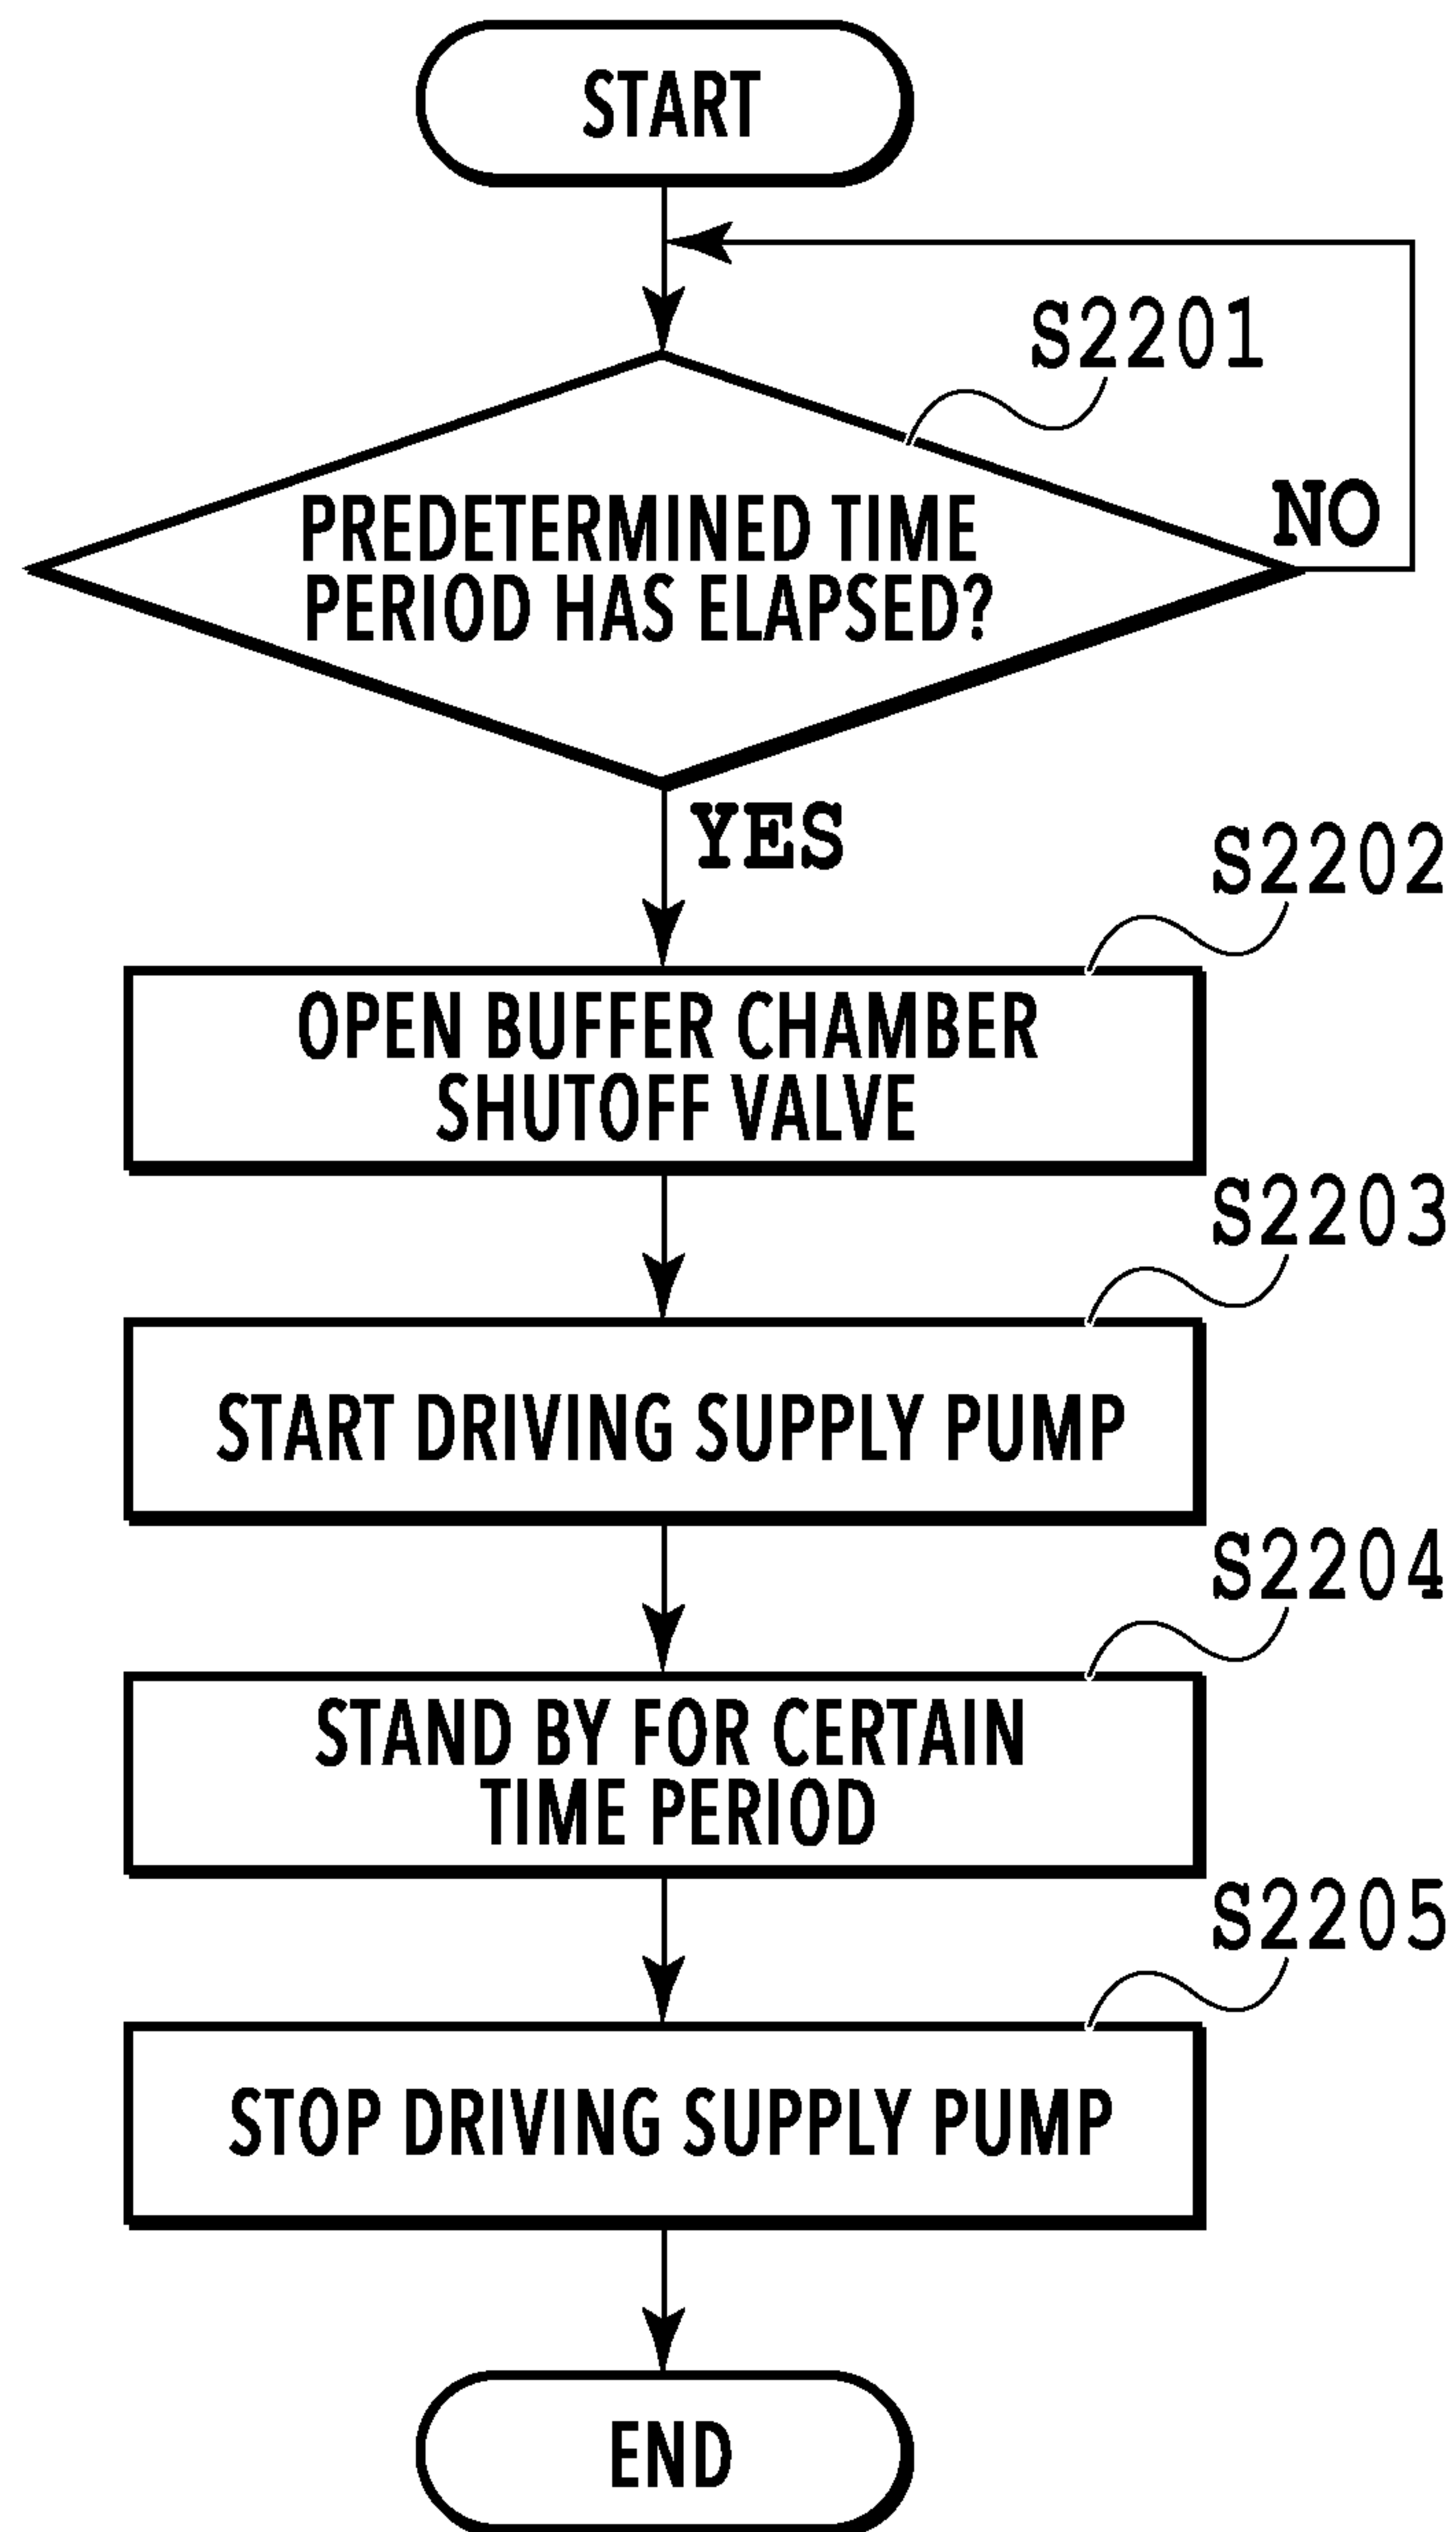 START
S2201
PREDETERMINED TIME
PERIOD HAS ELAPSED?
NO
YES
S2202
OPEN BUFFER CHAMBER
SHUTOFF VALVE
S2203
START DRIVING SUPPLY PUMP
S2204
STAND BY FOR CERTAIN
TIME PERIOD
S2205
STOP DRIVING SUPPLY PUMP
END